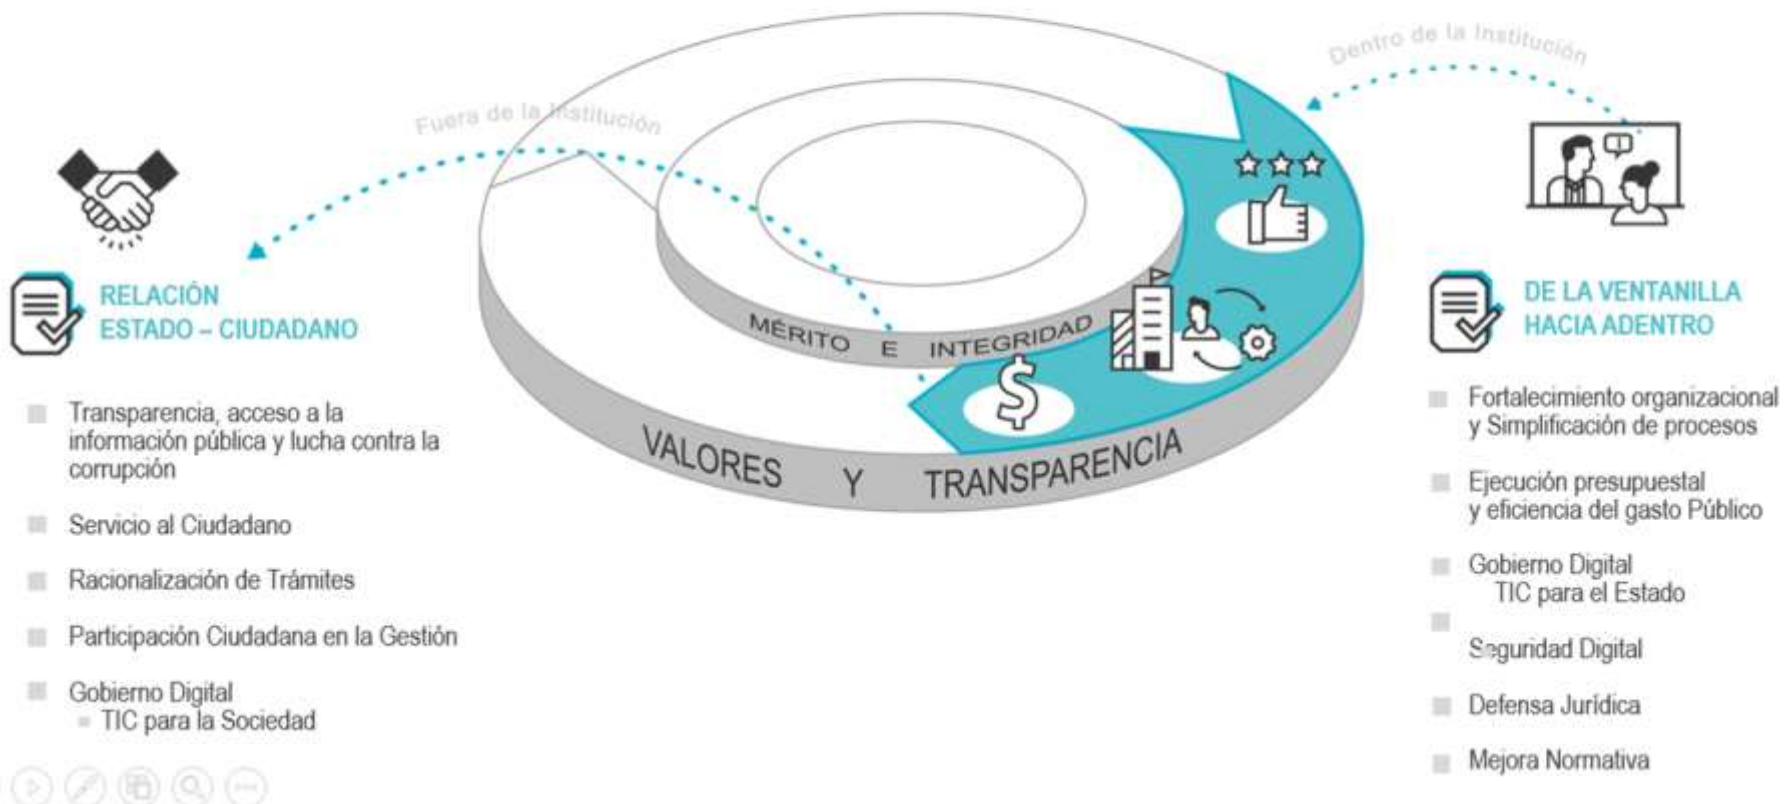 Fuera de la Institución
Dentro de la Institución
RELACIÓN
ESTADO – CIUDADANO
Transparencia, acceso a la
información pública y lucha contra la
corrupción
Servicio al Ciudadano
Racionalización de Trámites
Participación Ciudadana en la Gestión
Gobierno Digital
TIC para la Sociedad
MÉRITO E INTEGRIDAD
VALORES Y TRANSPARENCIA
DE LA VENTANILLA
HACIA ADENTRO
Fortalecimiento organizacional
y Simplificación de procesos
Ejecución presupuestal
y eficiencia del gasto Público
Gobierno Digital
TIC para el Estado
Seguridad Digital
Defensa Jurídica
Mejora Normativa